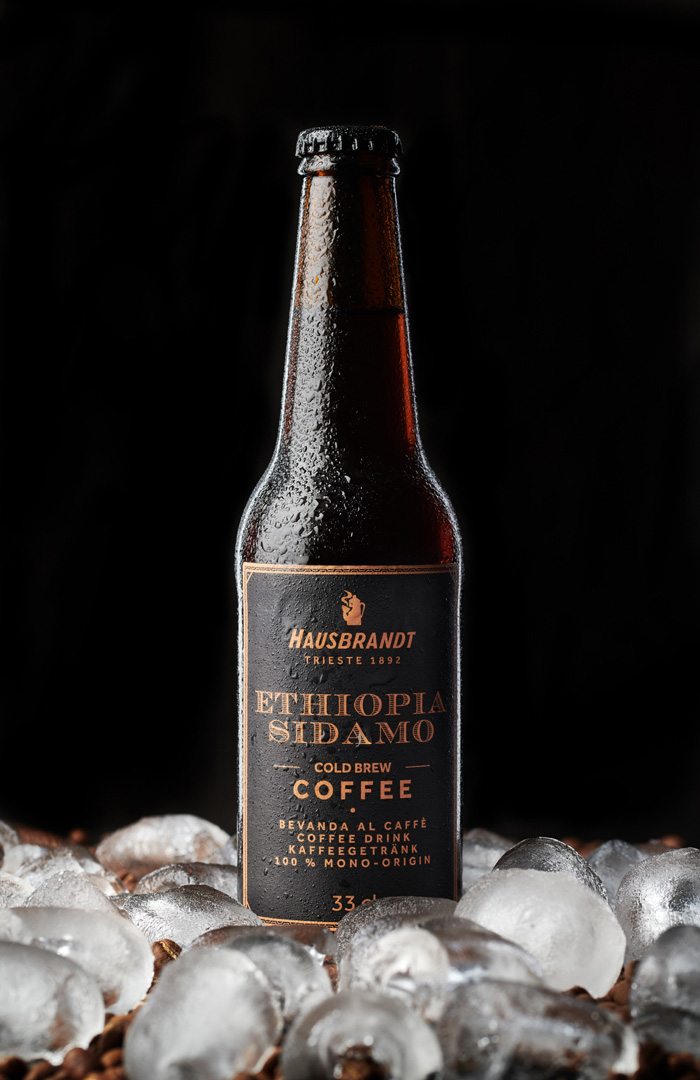 HAUSBRANDT
TRIESTE 1892
ETHIOPIA
SIDAMO
COLD BREW
COFFEE
BEVANDA AL CAFFÈ
COFFEE DRINK
KAFFEEGETRÄNK
100 % MONO-ORIGIN
33 cl